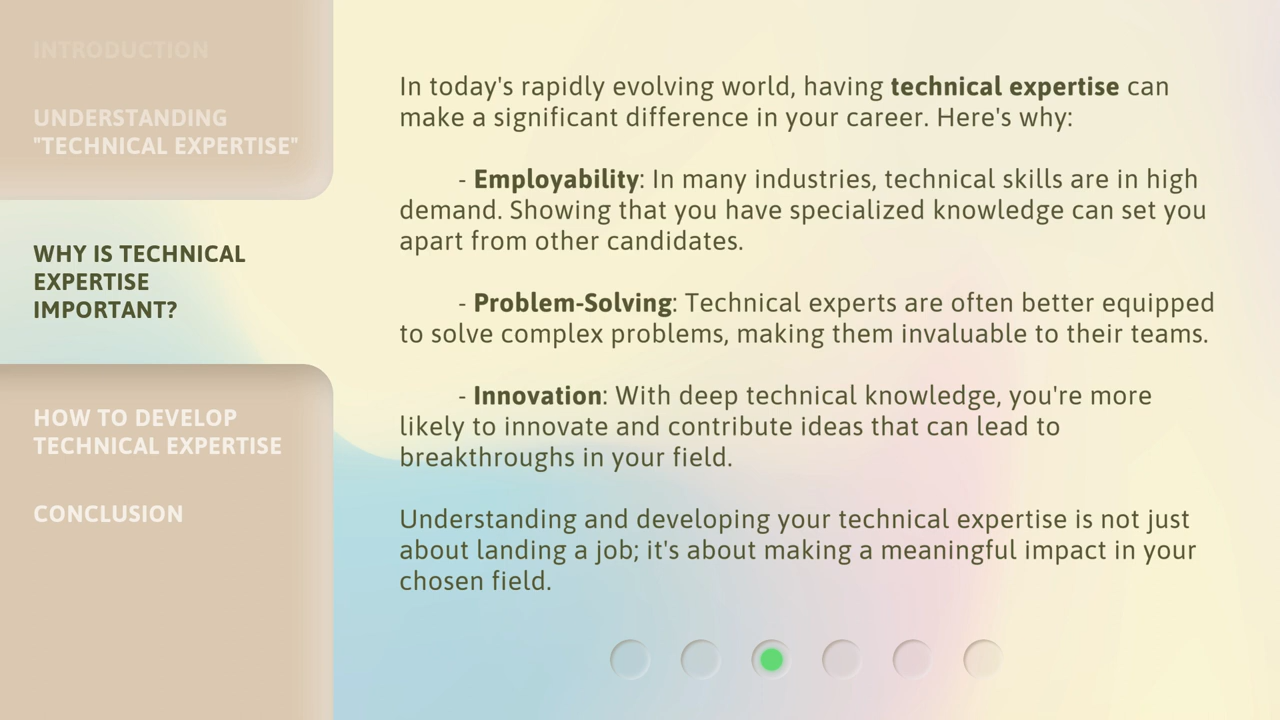 INTRODUCTION
UNDERSTANDING
"TECHNICAL EXPERTISE"
WHY IS TECHNICAL
EXPERTISE
IMPORTANT?
HOW TO DEVELOP
TECHNICAL EXPERTISE
CONCLUSION
In today's rapidly evolving world, having technical expertise can
make a significant difference in your career. Here's why:
- Employability: In many industries, technical skills are in high
demand. Showing that you have specialized knowledge can set you
apart from other candidates.
- Problem-Solving: Technical experts are often better equipped
to solve complex problems, making them invaluable to their teams.
- Innovation: With deep technical knowledge, you're more
likely to innovate and contribute ideas that can lead to
breakthroughs in your field.
Understanding and developing your technical expertise is not just
about landing a job; it's about making a meaningful impact in your
chosen field.